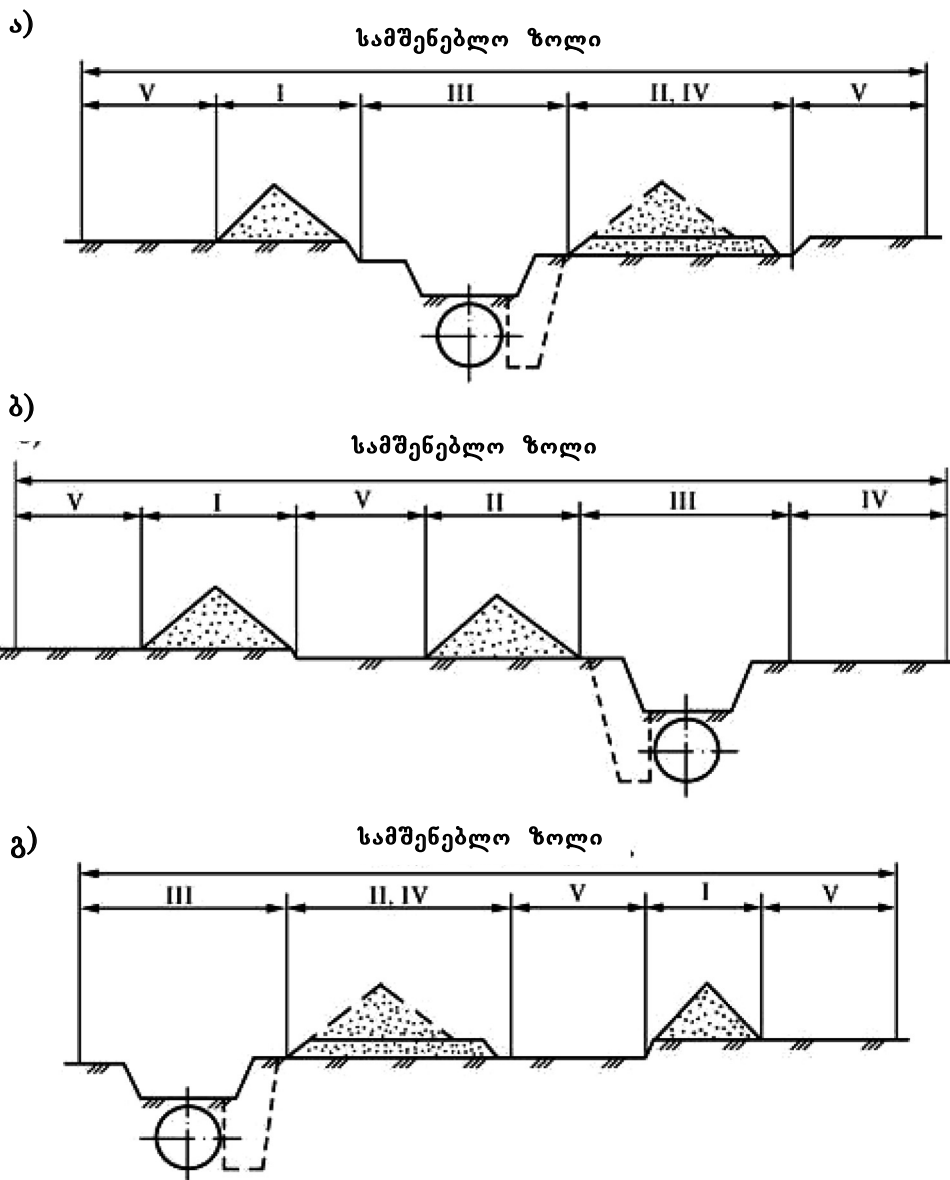 ა)
სამშენებლო ზოლი
V I III II, IV V
ბ)
სამშენებლო ზოლი
V I V II III IV
გ)
სამშენებლო ზოლი
III II, IV V I V